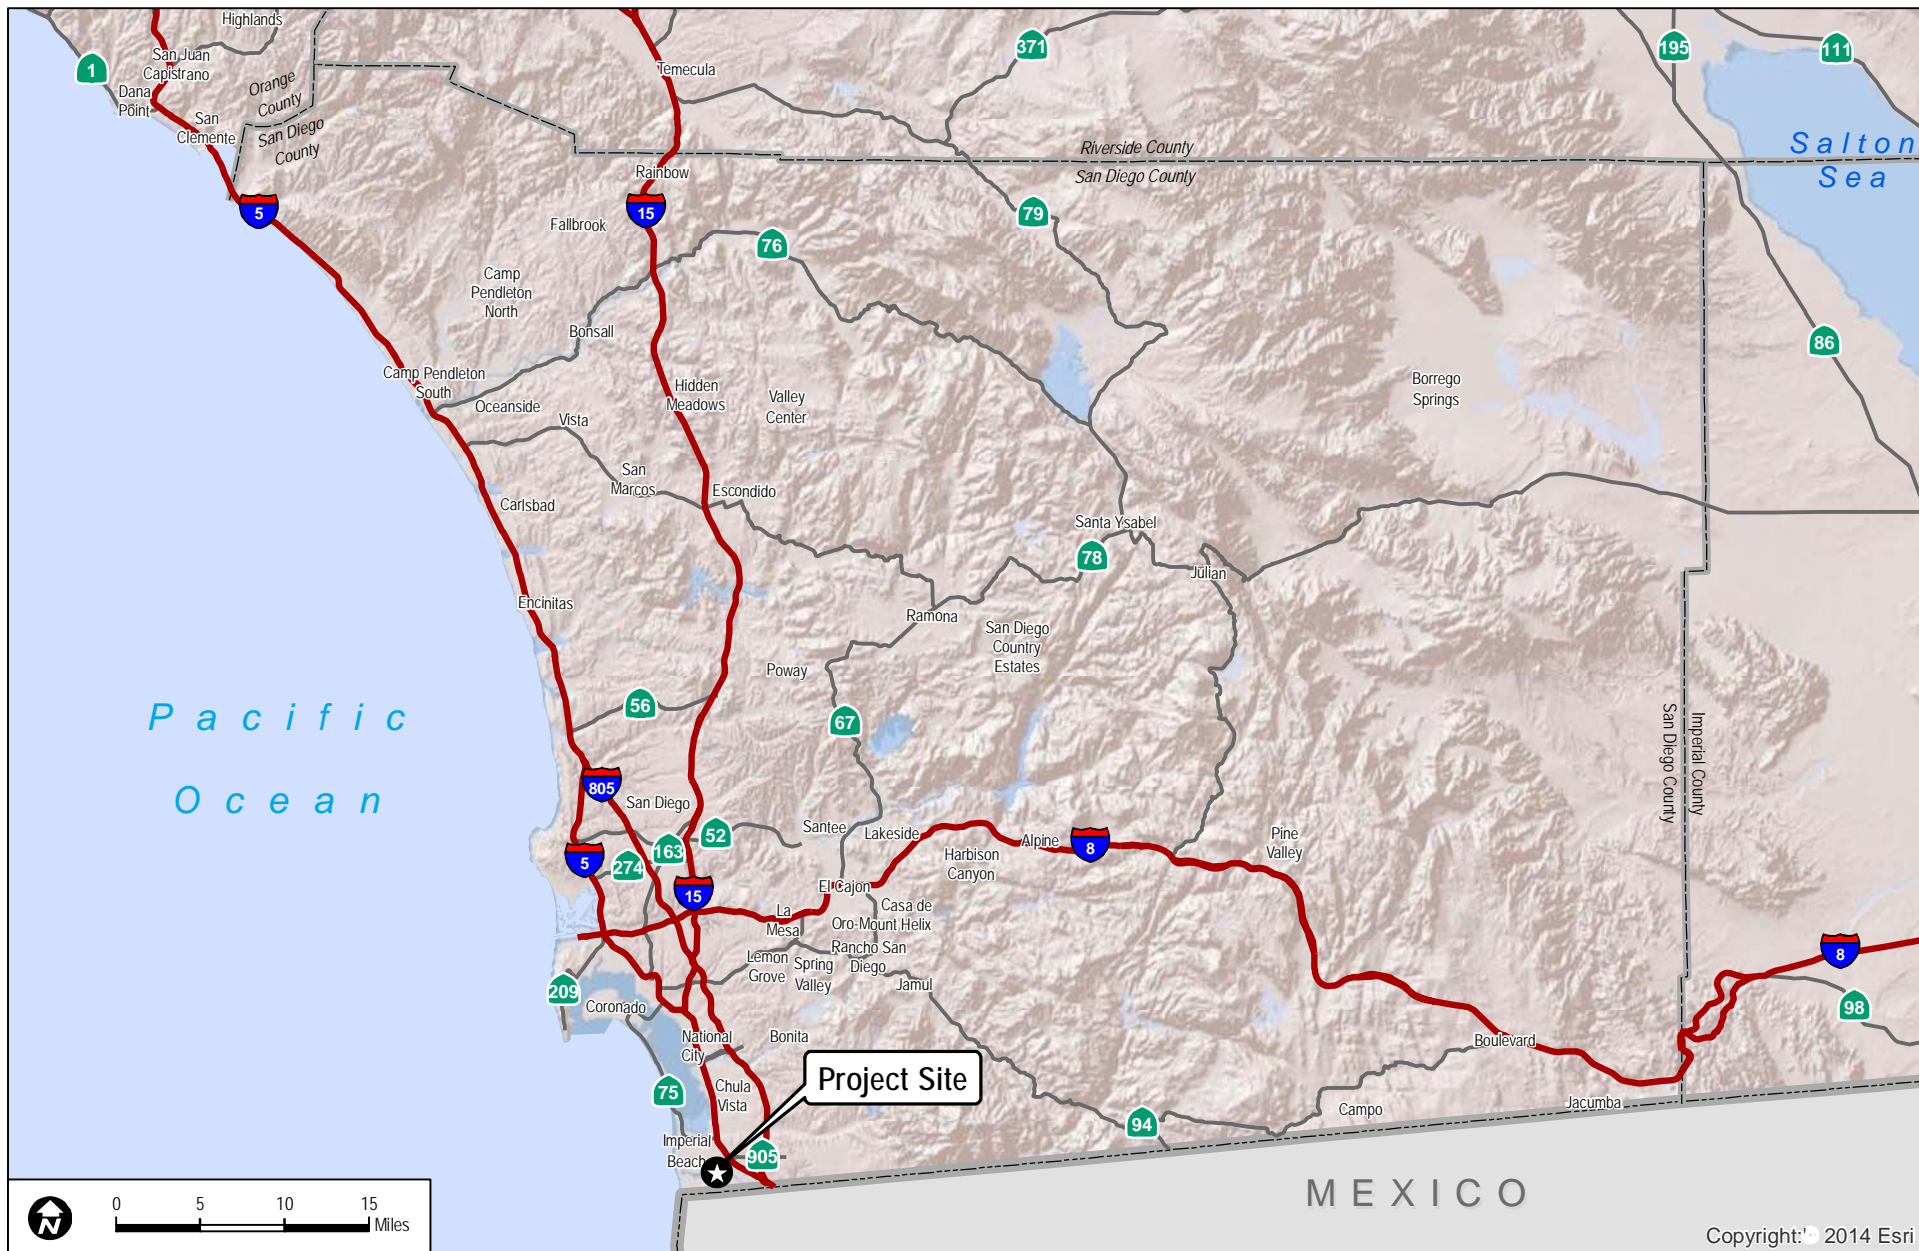 Highlands
371
195
111
1
San Juan
Capistrano
Temecula
Dana
Point
Orange
County
San
Clemente
San Diego
County
Riverside County
San Diego County
Salton
Sea
Rainbow
5
15
79
Fallbrook
76
Camp
Pendleton
North
Bonsall
86
Camp Pendleton
South
Hidden
Meadows
Valley
Center
Borrego
Springs
Oceanside
Vista
San
Marcos
Escondido
Carlsbad
Santa Ysabel
78
Julian
Encinitas
Ramona
San Diego
Country
Estates
Poway
56
67
Pacific
Ocean
San Diego County
Imperial County
805
San Diego
Santee
Lakeside
52
163
5
274
Alpine
8
Pine
Valley
Harbison
Canyon
15
El Cajon
La
Mesa
Casa de
Oro-Mount Helix
Rancho San
Diego
Lemon
Grove
Spring
Valley
Jamul
8
209
Coronado
98
National
City
Bonita
Boulevard
Project Site
75
Chula
Vista
94
Campo
Jacumba
Imperial
Beach
905
MEXICO
N
0 5 10 15
Miles
Copyright: © 2014 Esri